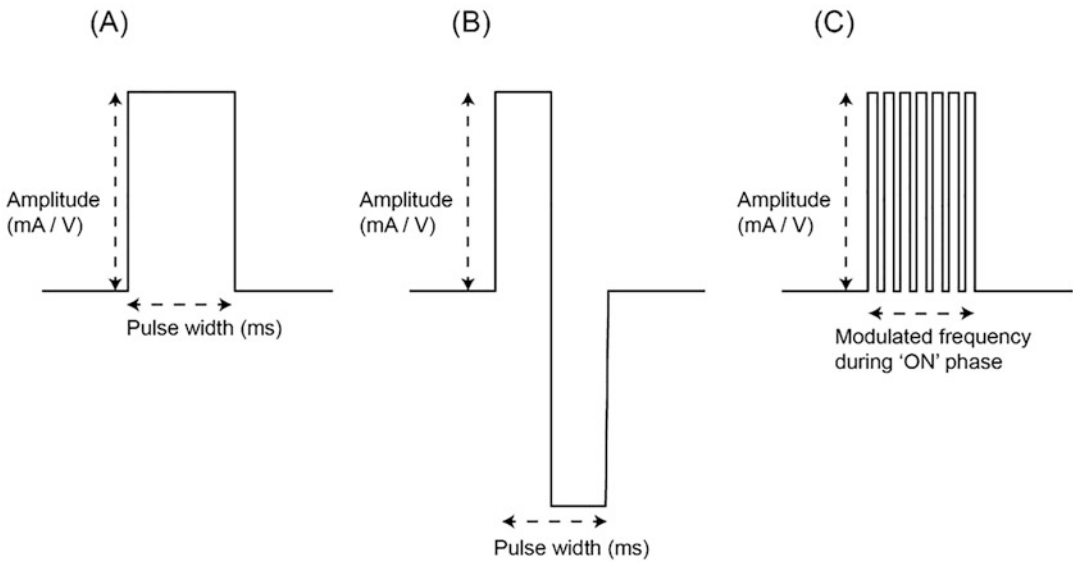 (A)
Amplitude
(mA / V)
Pulse width (ms)
(B)
Amplitude
(mA / V)
Pulse width (ms)
(C)
Amplitude
(mA / V)
Modulated frequency
during ‘ON’ phase